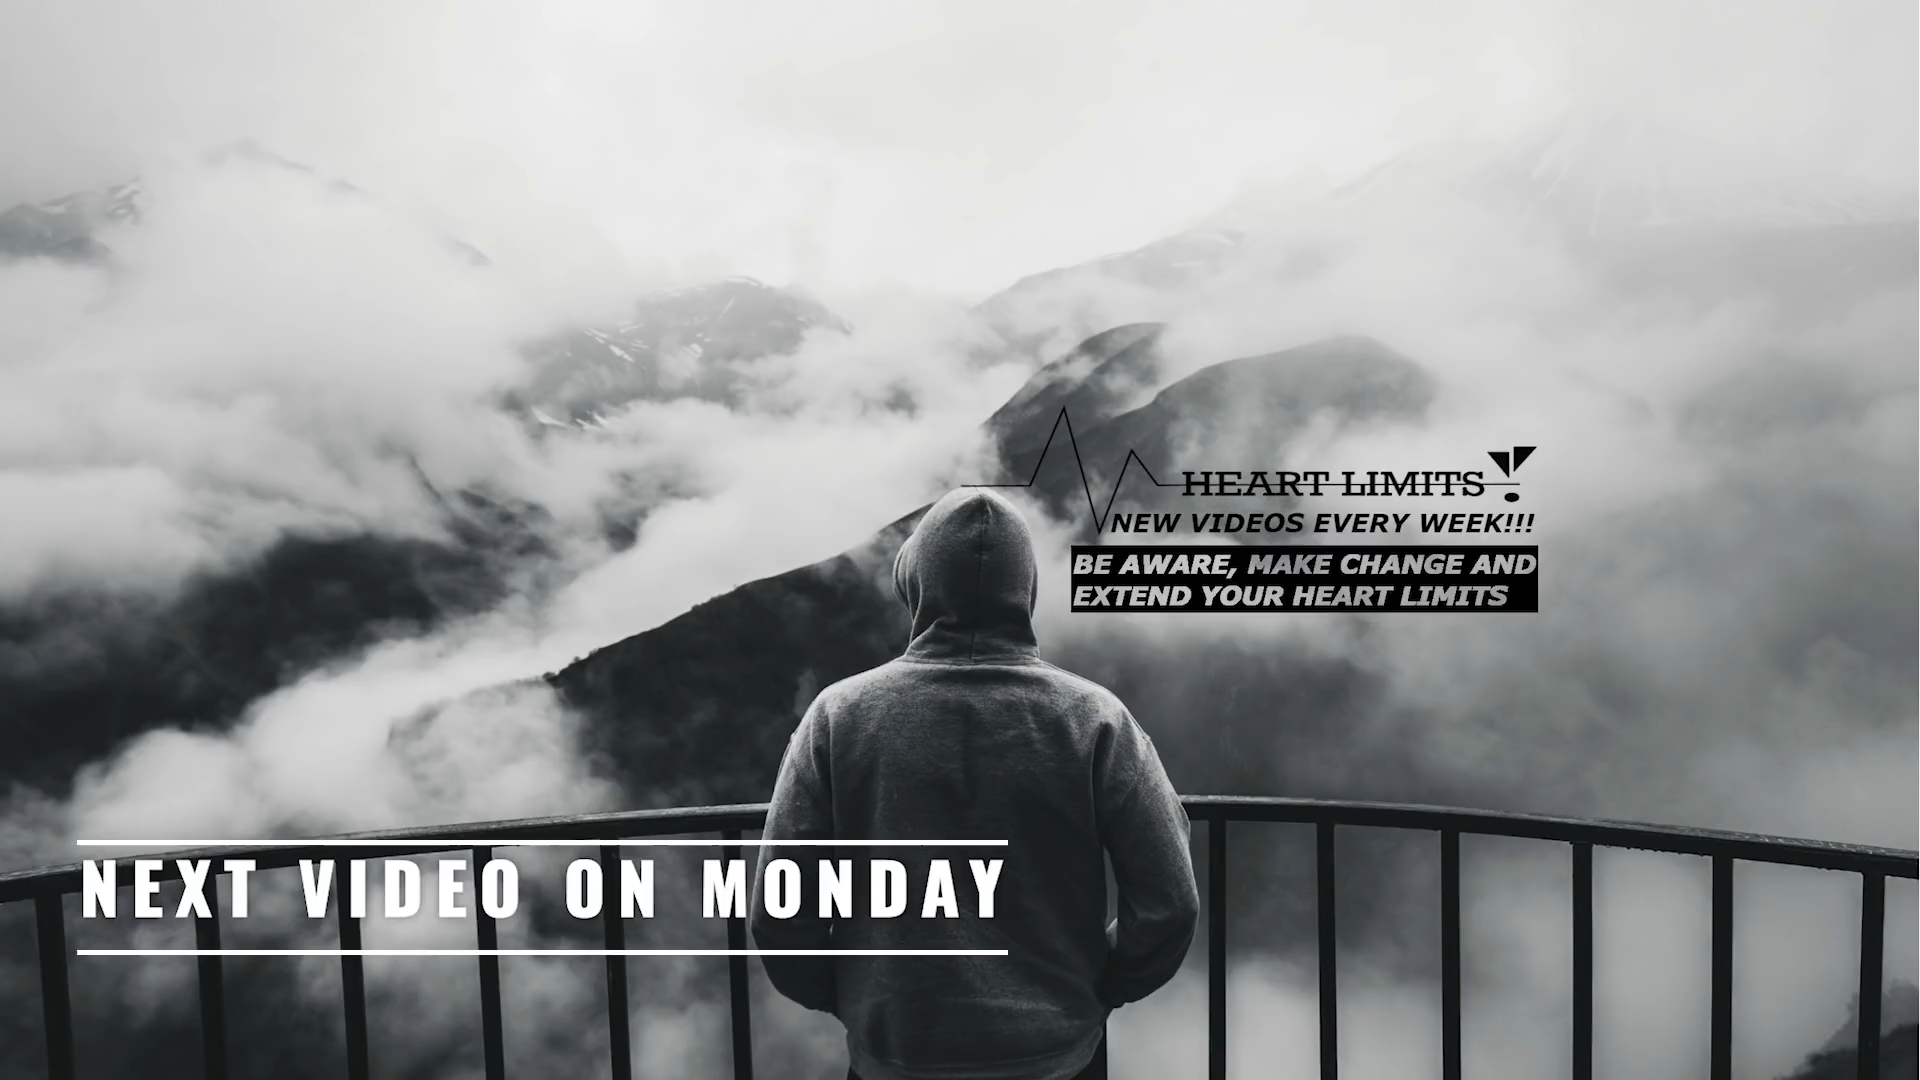 HEART LIMITS
NEW VIDEOS EVERY WEEK!!!
BE AWARE, MAKE CHANGE AND
EXTEND YOUR HEART LIMITS
NEXT VIDEO ON MONDAY